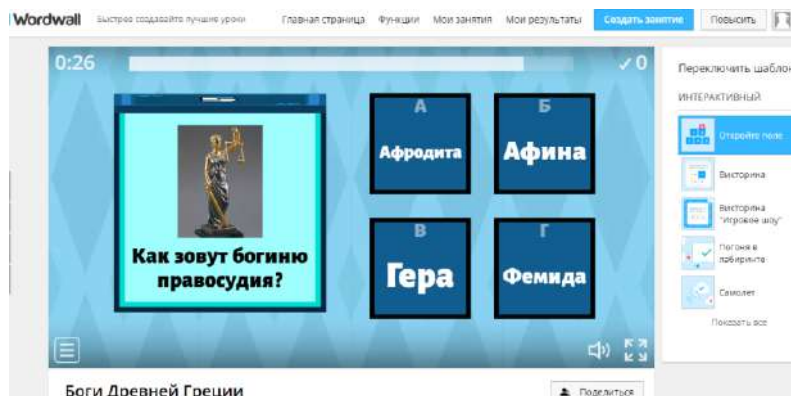 Wordwall Быстрее создавайте лучшие уроки Главная страница Функции Мои занятия Мои результаты Создать занятие Повысить
0:26 ✓ 0
Переключить шаблон
ИНТЕРАКТИВНЫЙ
Откройте поле
Викторина
Викторина
"Игровое шоу"
Погоня в
лабиринте
Самолет
Показать все
Как зовут богиню
правосудия?
А
Афродита
Б
Афина
В
Гера
Г
Фемида
Боги Древней Греции
Поделиться